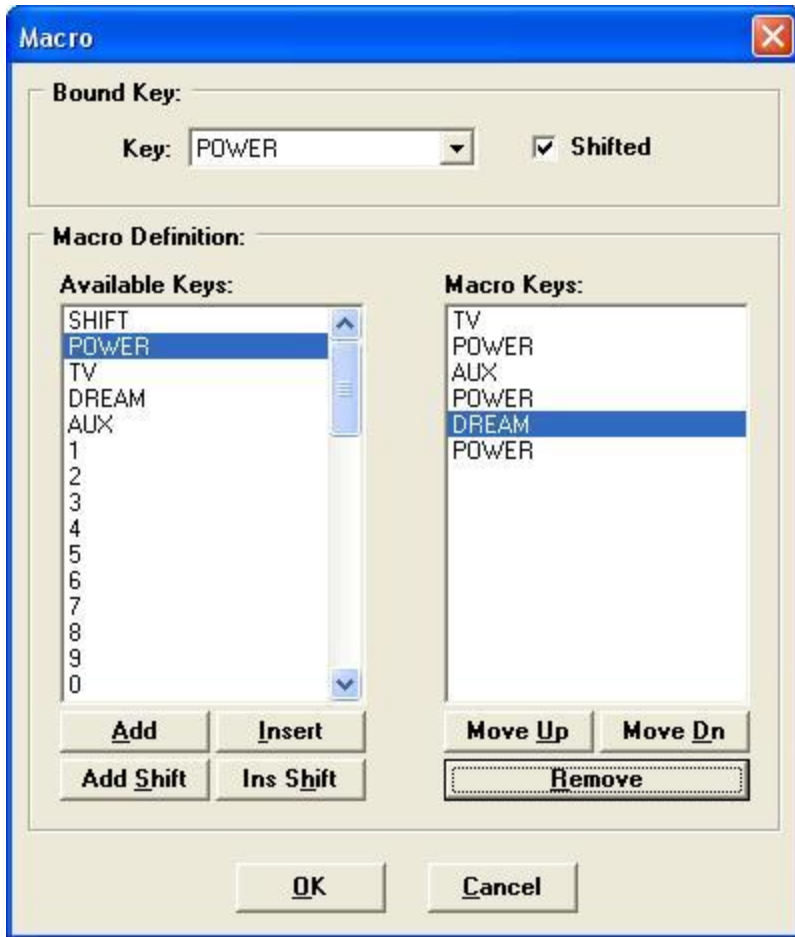 Macro
Bound Key:
Key: POWER Shifted
Macro Definition:
Available Keys:
SHIFT
POWER
TV
DREAM
AUX
1
2
3
4
5
6
7
8
9
0
Add Insert
Add Shift Ins Shift
Macro Keys:
TV
POWER
AUX
POWER
DREAM
POWER
Move Up Move Dn
Remove
OK Cancel